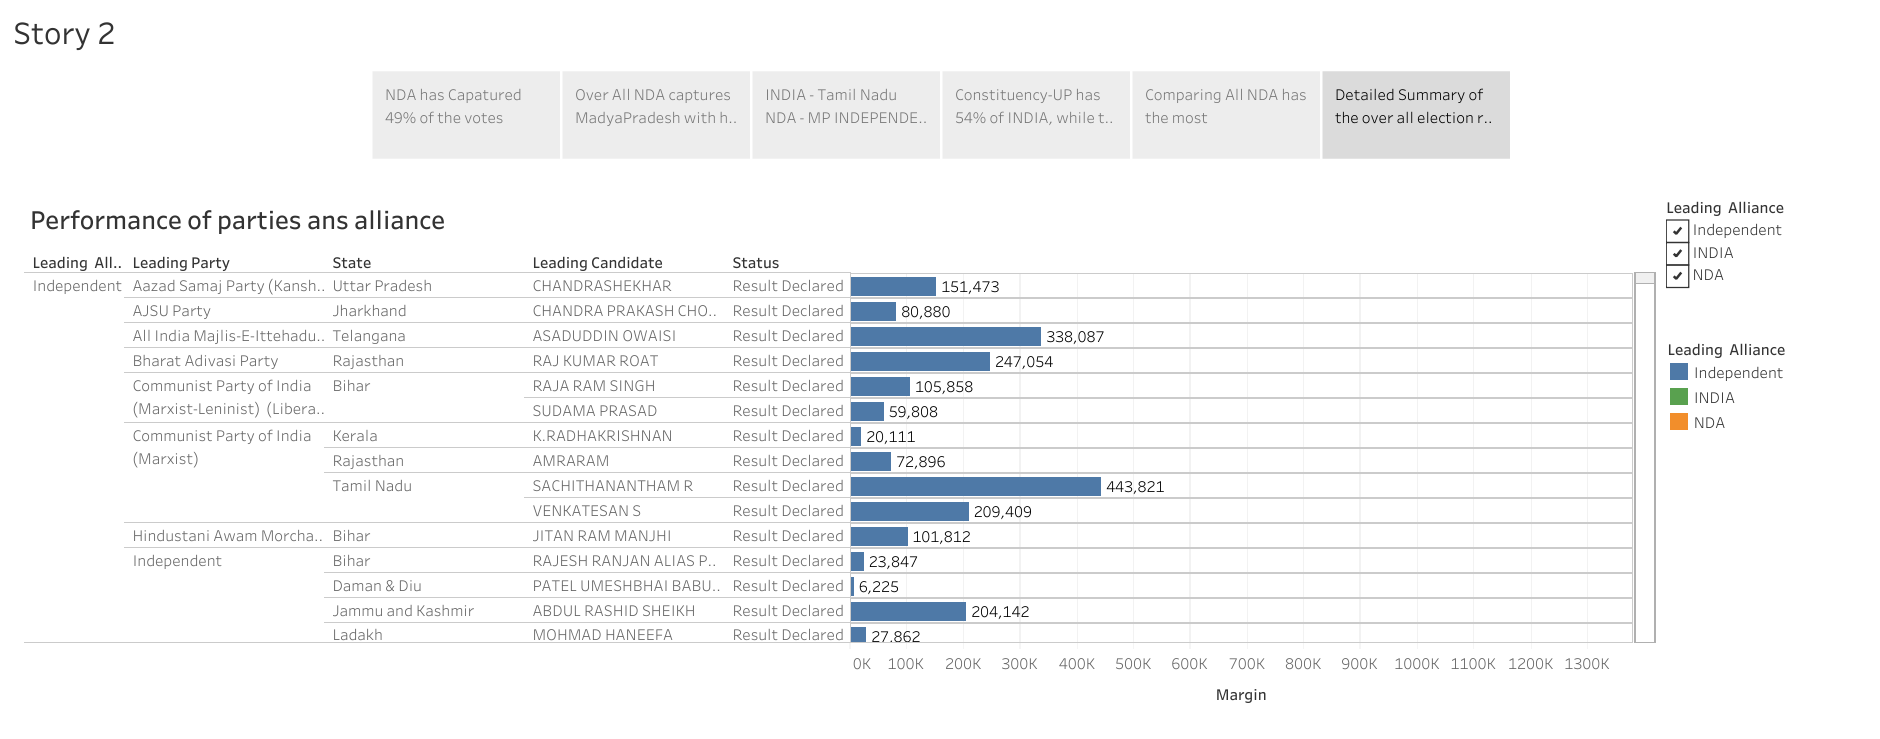 Story 2
NDA has Capatured
49% of the votes
Over All NDA captures
MadyaPradesh with h..
INDIA - Tamil Nadu
NDA - MP INDEPENDE..
Constituency-UP has
54% of INDIA, while t..
Comparing All NDA has
the most
Detailed Summary of
the over all election r..
Performance of parties ans alliance
Leading All.. Leading Party State Leading Candidate Status
Independent Aazad Samaj Party (Kansh.. Uttar Pradesh CHANDRASHEKHAR Result Declared 151,473
AJSU Party Jharkhand CHANDRA PRAKASH CHO.. Result Declared 80,880
All India Majlis-E-Ittehadu.. Telangana ASADUDDIN OWAISI Result Declared 338,087
Bharat Adivasi Party Rajasthan RAJ KUMAR ROAT Result Declared 247,054
Communist Party of India Bihar RAJA RAM SINGH Result Declared 105,858
(Marxist-Leninist) (Libera.. SUDAMA PRASAD Result Declared 59,808
Communist Party of India Kerala K.RADHAKRISHNAN Result Declared 20,111
(Marxist) Rajasthan AMRARAM Result Declared 72,896
Tamil Nadu SACHITHANANTHAM R Result Declared 443,821
VENKATESAN S Result Declared 209,409
Hindustani Awam Morcha.. Bihar JITAN RAM MANJHI Result Declared 101,812
Independent Bihar RAJESH RANJAN ALIAS P.. Result Declared 23,847
Daman & Diu PATEL UMESHBHAI BABU.. Result Declared 6,225
Jammu and Kashmir ABDUL RASHID SHEIKH Result Declared 204,142
Ladakh MOHMAD HANEEFA Result Declared 27,862
0K 100K 200K 300K 400K 500K 600K 700K 800K 900K 1000K 1100K 1200K 1300K
Margin
Leading Alliance
Independent
INDIA
NDA
Leading Alliance
Independent
INDIA
NDA